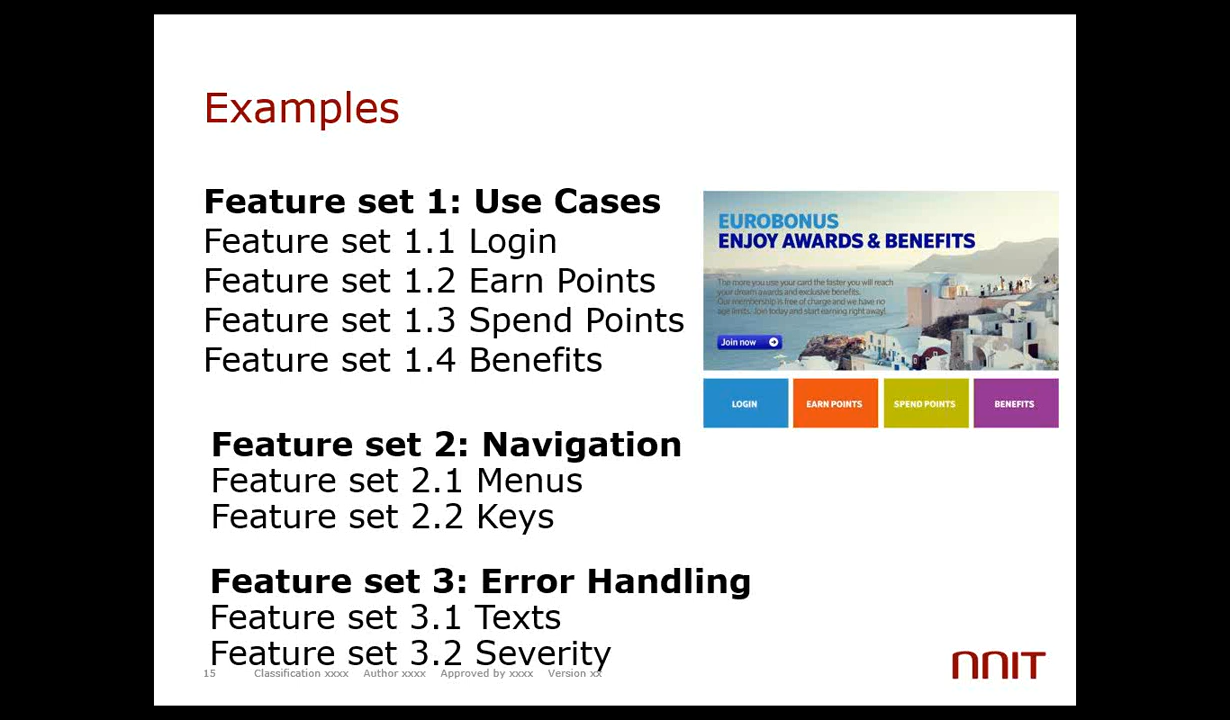 Examples
Feature set 1: Use Cases
Feature set 1.1 Login
Feature set 1.2 Earn Points
Feature set 1.3 Spend Points
Feature set 1.4 Benefits
EUROBONUS
ENJOY AWARDS & BENEFITS
The more you use your card the faster you will reach
your dream awards and exclusive benefits.
Our membership is free of charge and we have no
age limits. Join today and start earning right away!
Join now
LOGIN
EARN POINTS
SPEND POINTS
BENEFITS
Feature set 2: Navigation
Feature set 2.1 Menus
Feature set 2.2 Keys
Feature set 3: Error Handling
Feature set 3.1 Texts
Feature set 3.2 Severity
15 Classification xxxx Author xxxx Approved by xxxx Version xx
NNIT